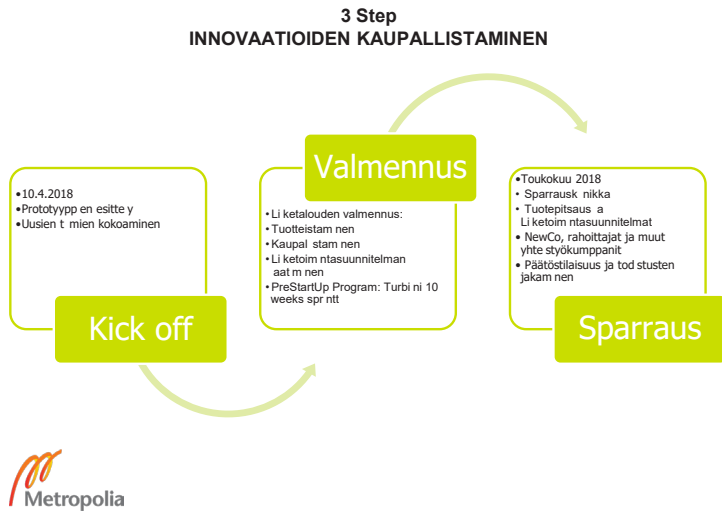 3 Step
INNOVAATIOIDEN KAUPALLISTAMINEN
•10.4.2018
•Prototyypp en esitte y
•Uusien t mien kokoaminen
Kick off
Valmennus
• Li ketalouden valmennus:
• Tuotteistam nen
• Kaupal stam nen
• Li ketoim ntasuunnitelman
aat m nen
• PreStartUp Program: Turbi ni 10
weeks spr ntt
•Toukokuu 2018
• Sparrausk nikka
• Tuotepitsaus a
Li ketoim ntasuunnitelmat
• NewCo, rahoittajat ja muut
yhte styökumppanit
• Päätöstilaisuus ja tod stusten
jakam nen
Sparraus
Metropolia